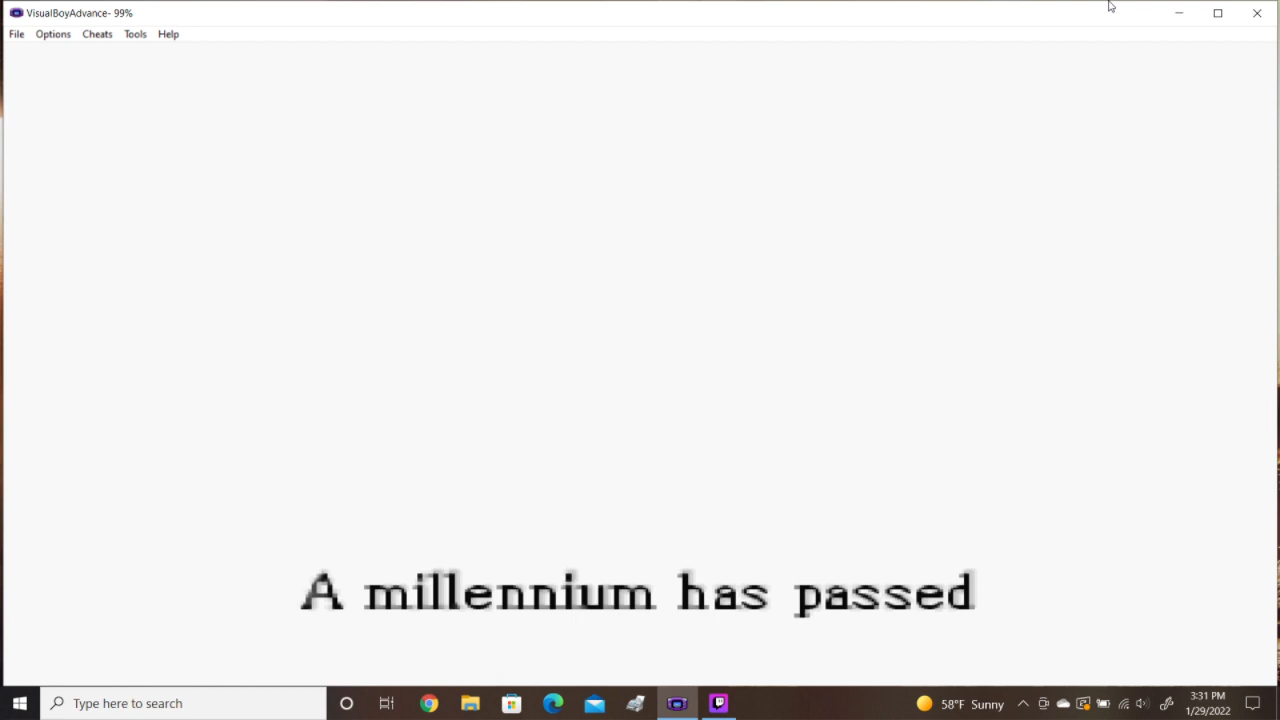 VisualBoyAdvance- 99%
File Options Cheats Tools Help
A millennium has passed
Type here to search
58°F Sunny
3:31 PM
1/29/2022